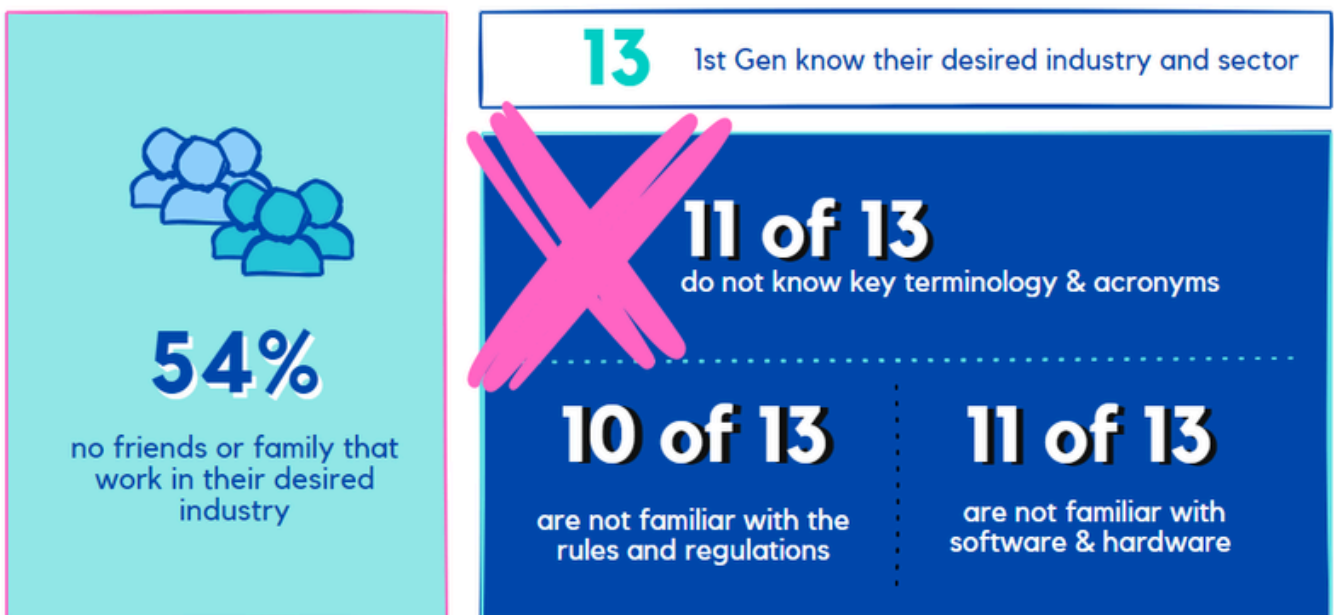 54%
no friends or family that
work in their desired
industry
13 1st Gen know their desired industry and sector
11 of 13
do not know key terminology & acronyms
10 of 13
are not familiar with the
rules and regulations
11 of 13
are not familiar with
software & hardware